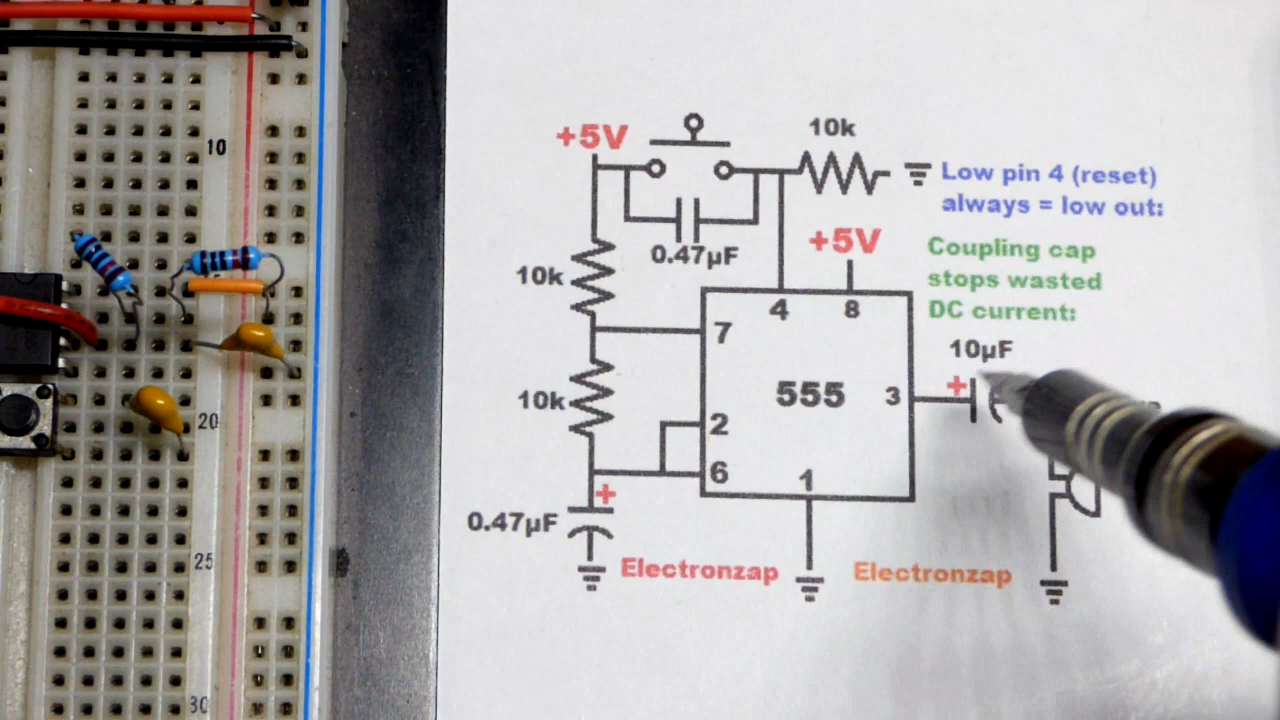 10
20
25
30
+5V
10k
Low pin 4 (reset)
always = low out:
0.47µF
+5V
Coupling cap
stops wasted
DC current:
10k
4
8
7
10µF
+
10k
555
3
2
6
1
+
0.47µF
Electronzap
Electronzap